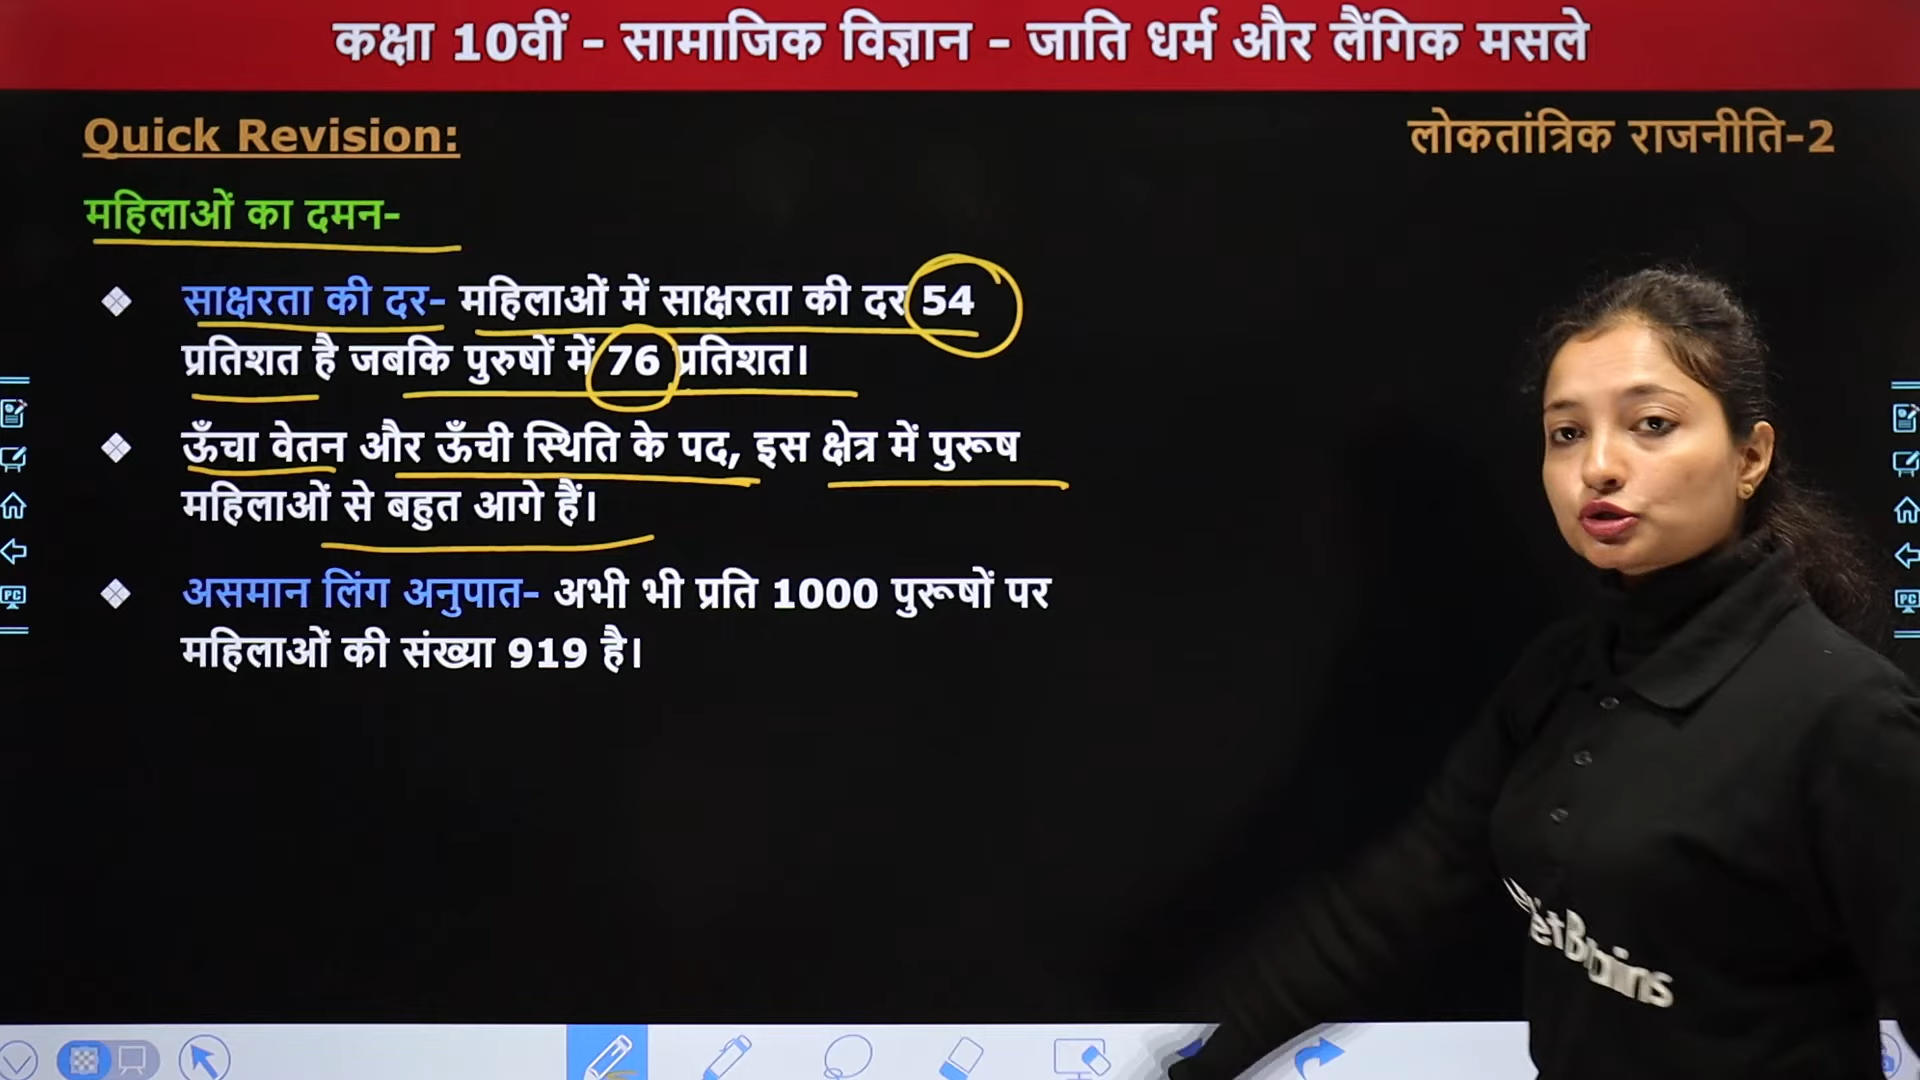 कक्षा 10वीं - सामाजिक विज्ञान - जाति धर्म और लैंगिक मसले
Quick Revision:
लोकतांत्रिक राजनीति-2
महिलाओं का दमन-
❖ साक्षरता की दर- महिलाओं में साक्षरता की दर 54
प्रतिशत है जबकि पुरुषों में 76 प्रतिशत।
❖ ऊँचा वेतन और ऊँची स्थिति के पद, इस क्षेत्र में पुरूष
महिलाओं से बहुत आगे हैं।
❖ असमान लिंग अनुपात- अभी भी प्रति 1000 पुरूषों पर
महिलाओं की संख्या 919 है।
PC
PC